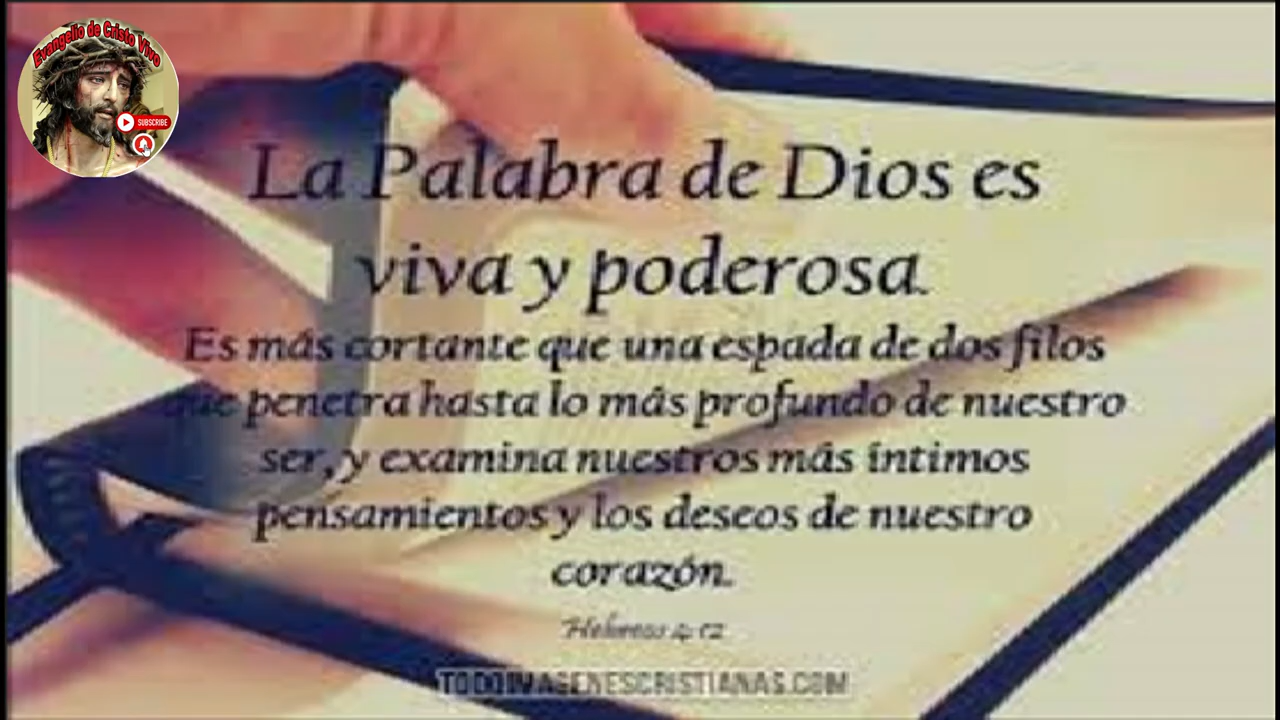 Evangelio de Cristo Vivo
SUBSCRIBE
La Palabra de Dios es
viva y poderosa.
Es más cortante que una espada de dos filos
que penetra hasta lo más profundo de nuestro
ser, y examina nuestros más íntimos
pensamientos y los deseos de nuestro
corazón.
Hebreos 4:12
TODOIMAGENESCRISTIANAS.COM